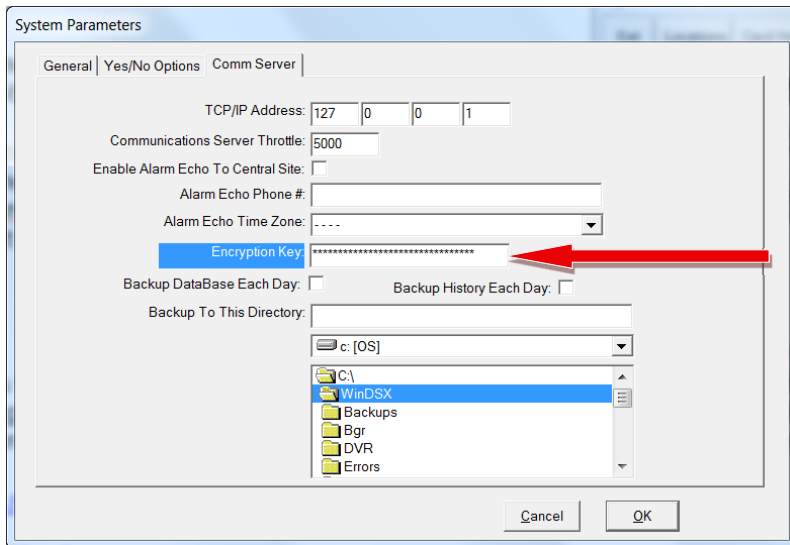 System Parameters
General Yes/No Options Comm Server
TCP/IP Address: 127 0 0 1
Communications Server Throttle: 5000
Enable Alarm Echo To Central Site:
Alarm Echo Phone #:
Alarm Echo Time Zone: - - - -
Encryption Key: ********************************
Backup DataBase Each Day: Backup History Each Day:
Backup To This Directory:
c: [OS]
C:\
WinDSX
Backups
Bgr
DVR
Errors
Cancel OK